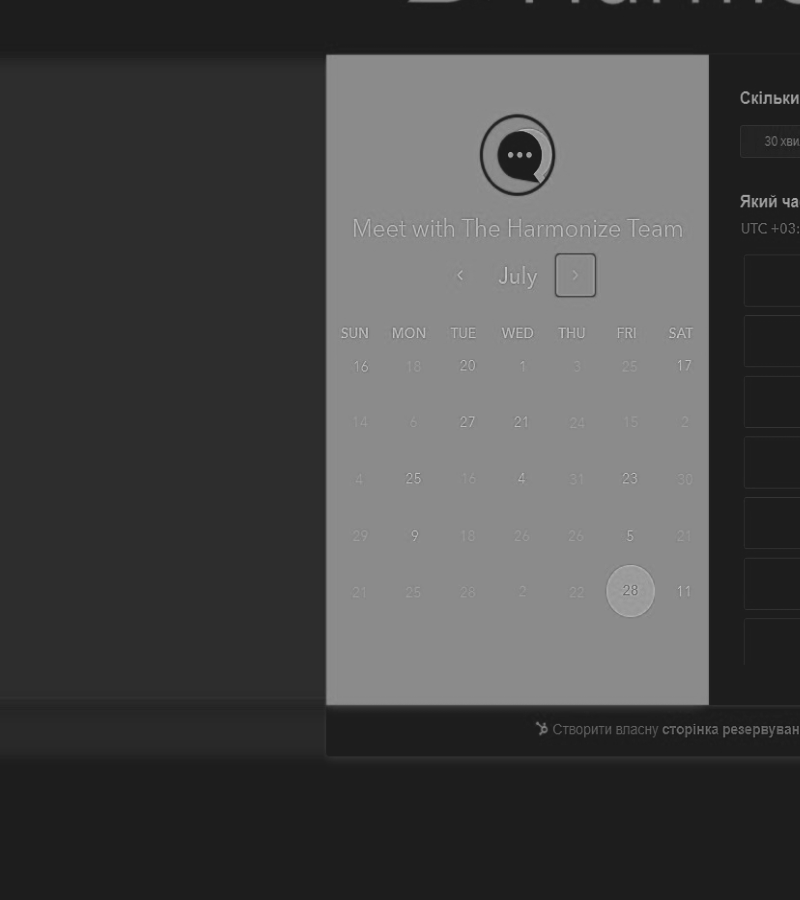 Meet with The Harmonize Team
July
SUN MON TUE WED THU FRI SAT
16 18 20 1 3 25 17
14 6 27 21 24 15 2
4 25 16 4 31 23 30
29 9 18 26 26 5 21
21 25 28 2 22 28 11
Скільки
30 хви
Який ча
UTC +03:
Створити власну сторінка резервуван